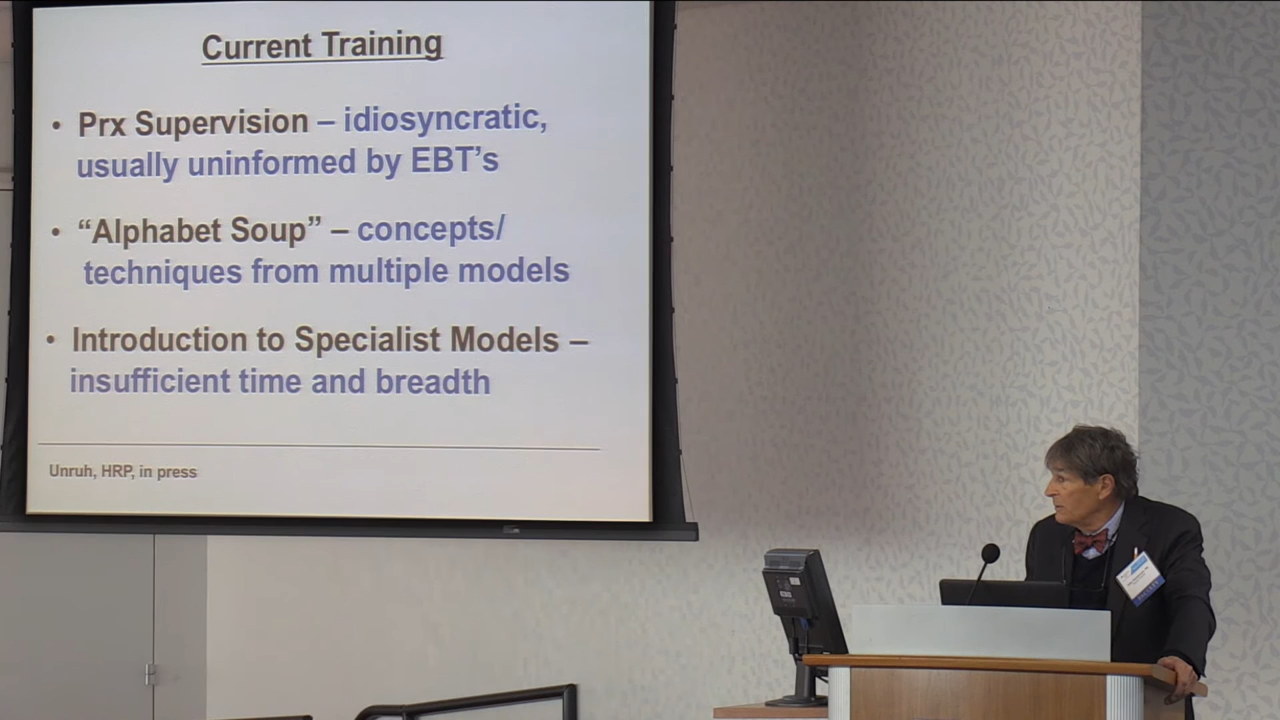 Current Training
• Prx Supervision – idiosyncratic,
usually uninformed by EBT’s
• “Alphabet Soup” – concepts/
techniques from multiple models
• Introduction to Specialist Models –
insufficient time and breadth
Unruh, HRP, in press